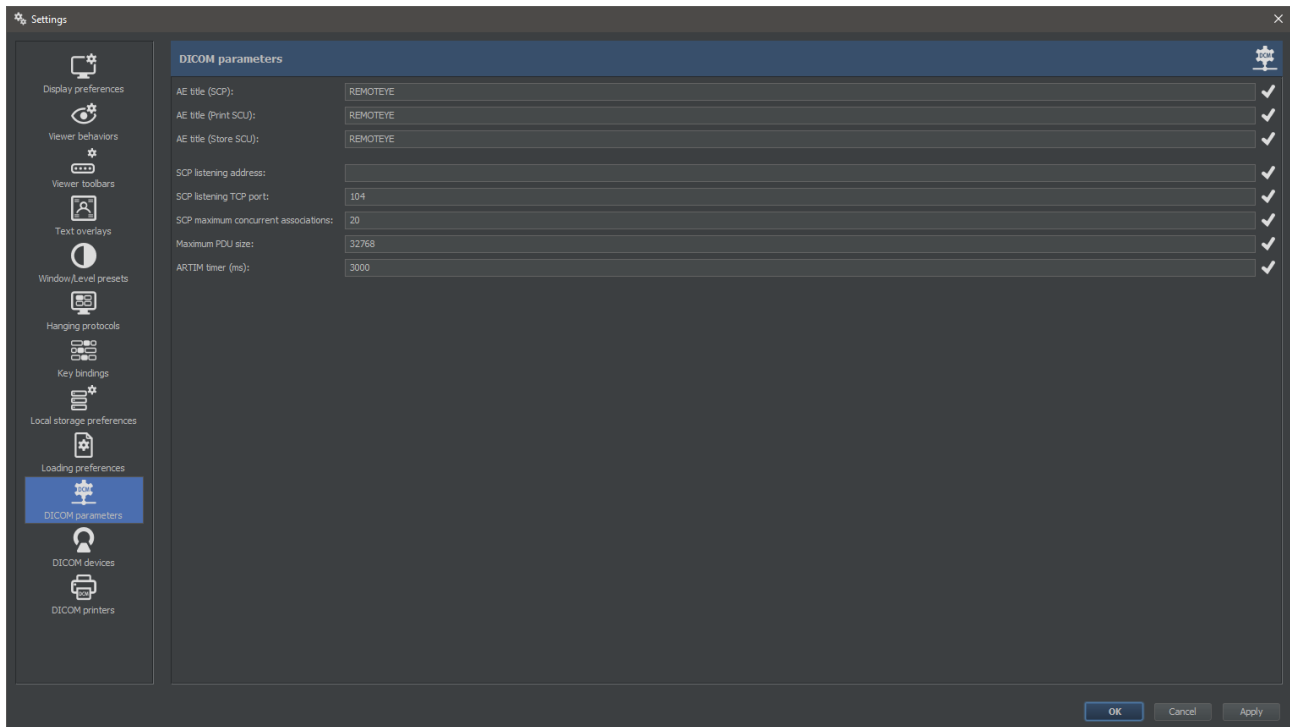 Settings
Display preferences
Viewer behaviors
Viewer toolbars
Text overlays
Window/Level presets
Hanging protocols
Key bindings
Local storage preferences
Loading preferences
DICOM parameters
DICOM devices
DICOM printers
DICOM parameters
AE title (SCP): REMOTEYE
AE title (Print SCU): REMOTEYE
AE title (Store SCU): REMOTEYE
SCP listening address:
SCP listening TCP port: 104
SCP maximum concurrent associations: 20
Maximum PDU size: 32768
ARTIM timer (ms): 3000
OK Cancel Apply